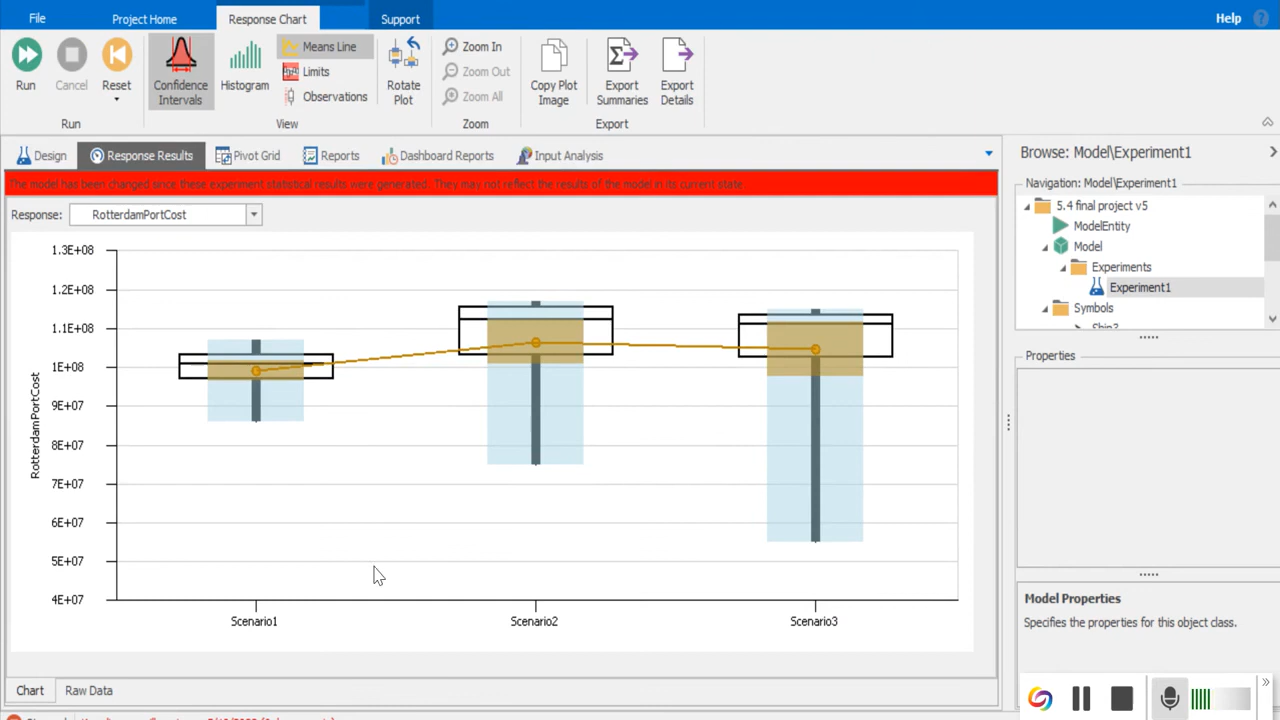 File
Project Home
Response Chart
Support
Help
Run
Cancel
Reset
Confidence
Intervals
Histogram
Means Line
Limits
Observations
Rotate
Plot
Zoom In
Zoom Out
Zoom All
Copy Plot
Image
Export
Summaries
Export
Details
Run
View
Zoom
Export
Design
Response Results
Pivot Grid
Reports
Dashboard Reports
Input Analysis
The model has been changed since these experiment statistical results were generated. They may not reflect the results of the model in its current state
Response:
RotterdamPortCost
RotterdamPortCost
1.3E+08
1.2E+08
1.1E+08
1E+08
9E+07
8E+07
7E+07
6E+07
5E+07
4E+07
Scenario1
Scenario2
Scenario3
Chart
Raw Data
Browse: Model\Experiment1
Navigation: Model\Experiment1
5.4 final project v5
ModelEntity
Model
Experiments
Experiment1
Symbols
Ship3
Properties
Model Properties
Specifies the properties for this object class.